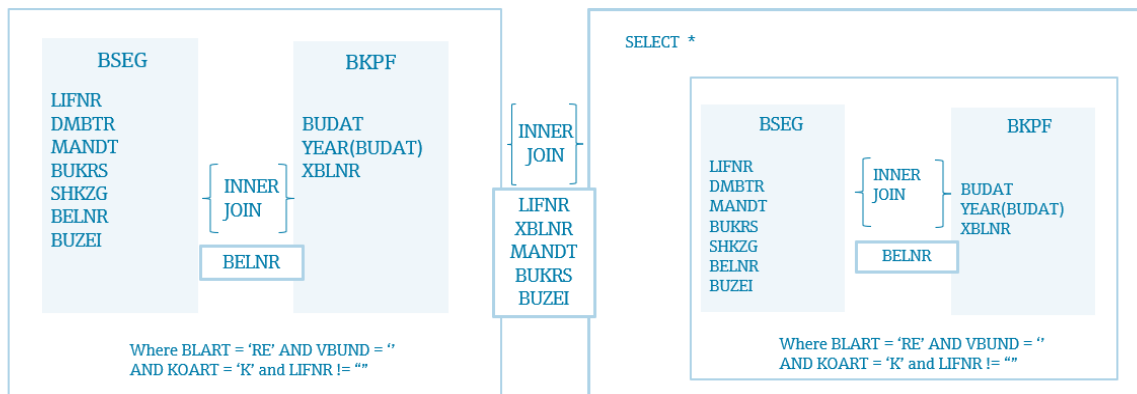 BSEG
LIFNR
DMBTR
MANDT
BUKRS
SHKZG
BELNR
BUZEI
INNER
JOIN
BELNR
BKPF
BUDAT
YEAR(BUDAT)
XBLNR
Where BLART = ‘RE’ AND VBUND = ‘’
AND KOART = ‘K’ and LIFNR != “”
INNER
JOIN
LIFNR
XBLNR
MANDT
BUKRS
BUZEI
SELECT *
BSEG
LIFNR
DMBTR
MANDT
BUKRS
SHKZG
BELNR
BUZEI
INNER
JOIN
BELNR
BKPF
BUDAT
YEAR(BUDAT)
XBLNR
Where BLART = ‘RE’ AND VBUND = ‘’
AND KOART = ‘K’ and LIFNR != “”